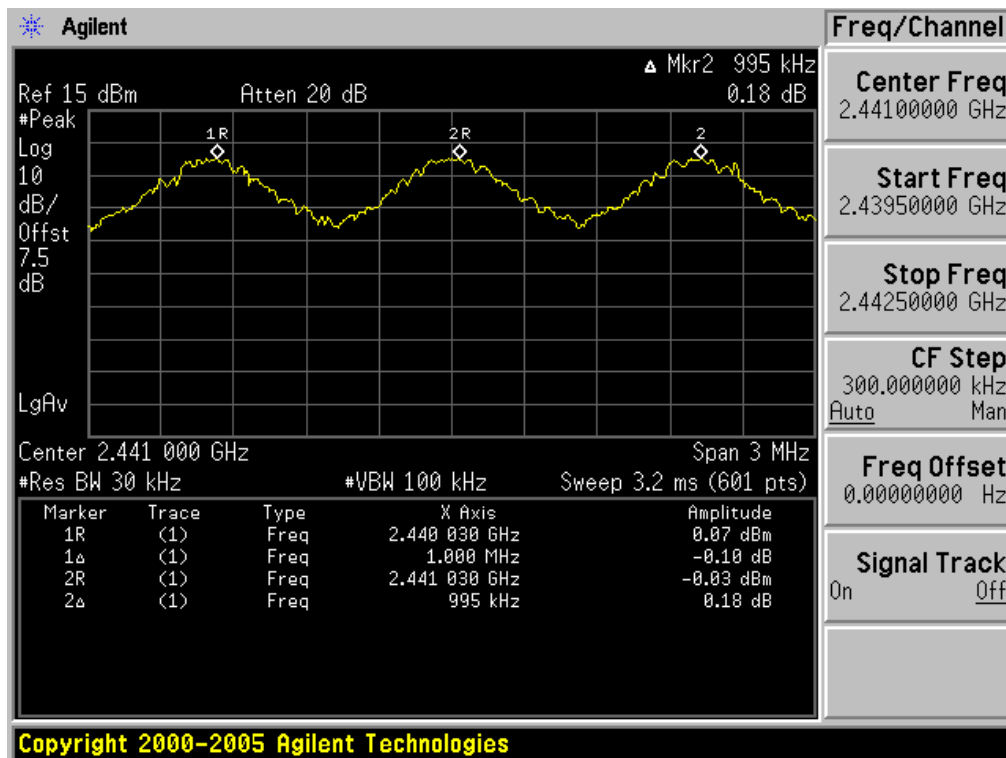 Agilent
Freq/Channel
Δ Mkr2 995 kHz
Ref 15 dBm Atten 20 dB 0.18 dB
#Peak
Log
10
dB/
Offst
7.5
dB
1R 2R 2
LgAv
Center 2.441 000 GHz Span 3 MHz
#Res BW 30 kHz #VBW 100 kHz Sweep 3.2 ms (601 pts)
Marker Trace Type X Axis Amplitude
1R (1) Freq 2.440 030 GHz 0.07 dBm
1Δ (1) Freq 1.000 MHz -0.10 dB
2R (1) Freq 2.441 030 GHz -0.03 dBm
2Δ (1) Freq 995 kHz 0.18 dB
Center Freq
2.44100000 GHz
Start Freq
2.43950000 GHz
Stop Freq
2.44250000 GHz
CF Step
300.000000 kHz
Auto Man
Freq Offset
0.00000000 Hz
Signal Track
On Off
Copyright 2000-2005 Agilent Technologies